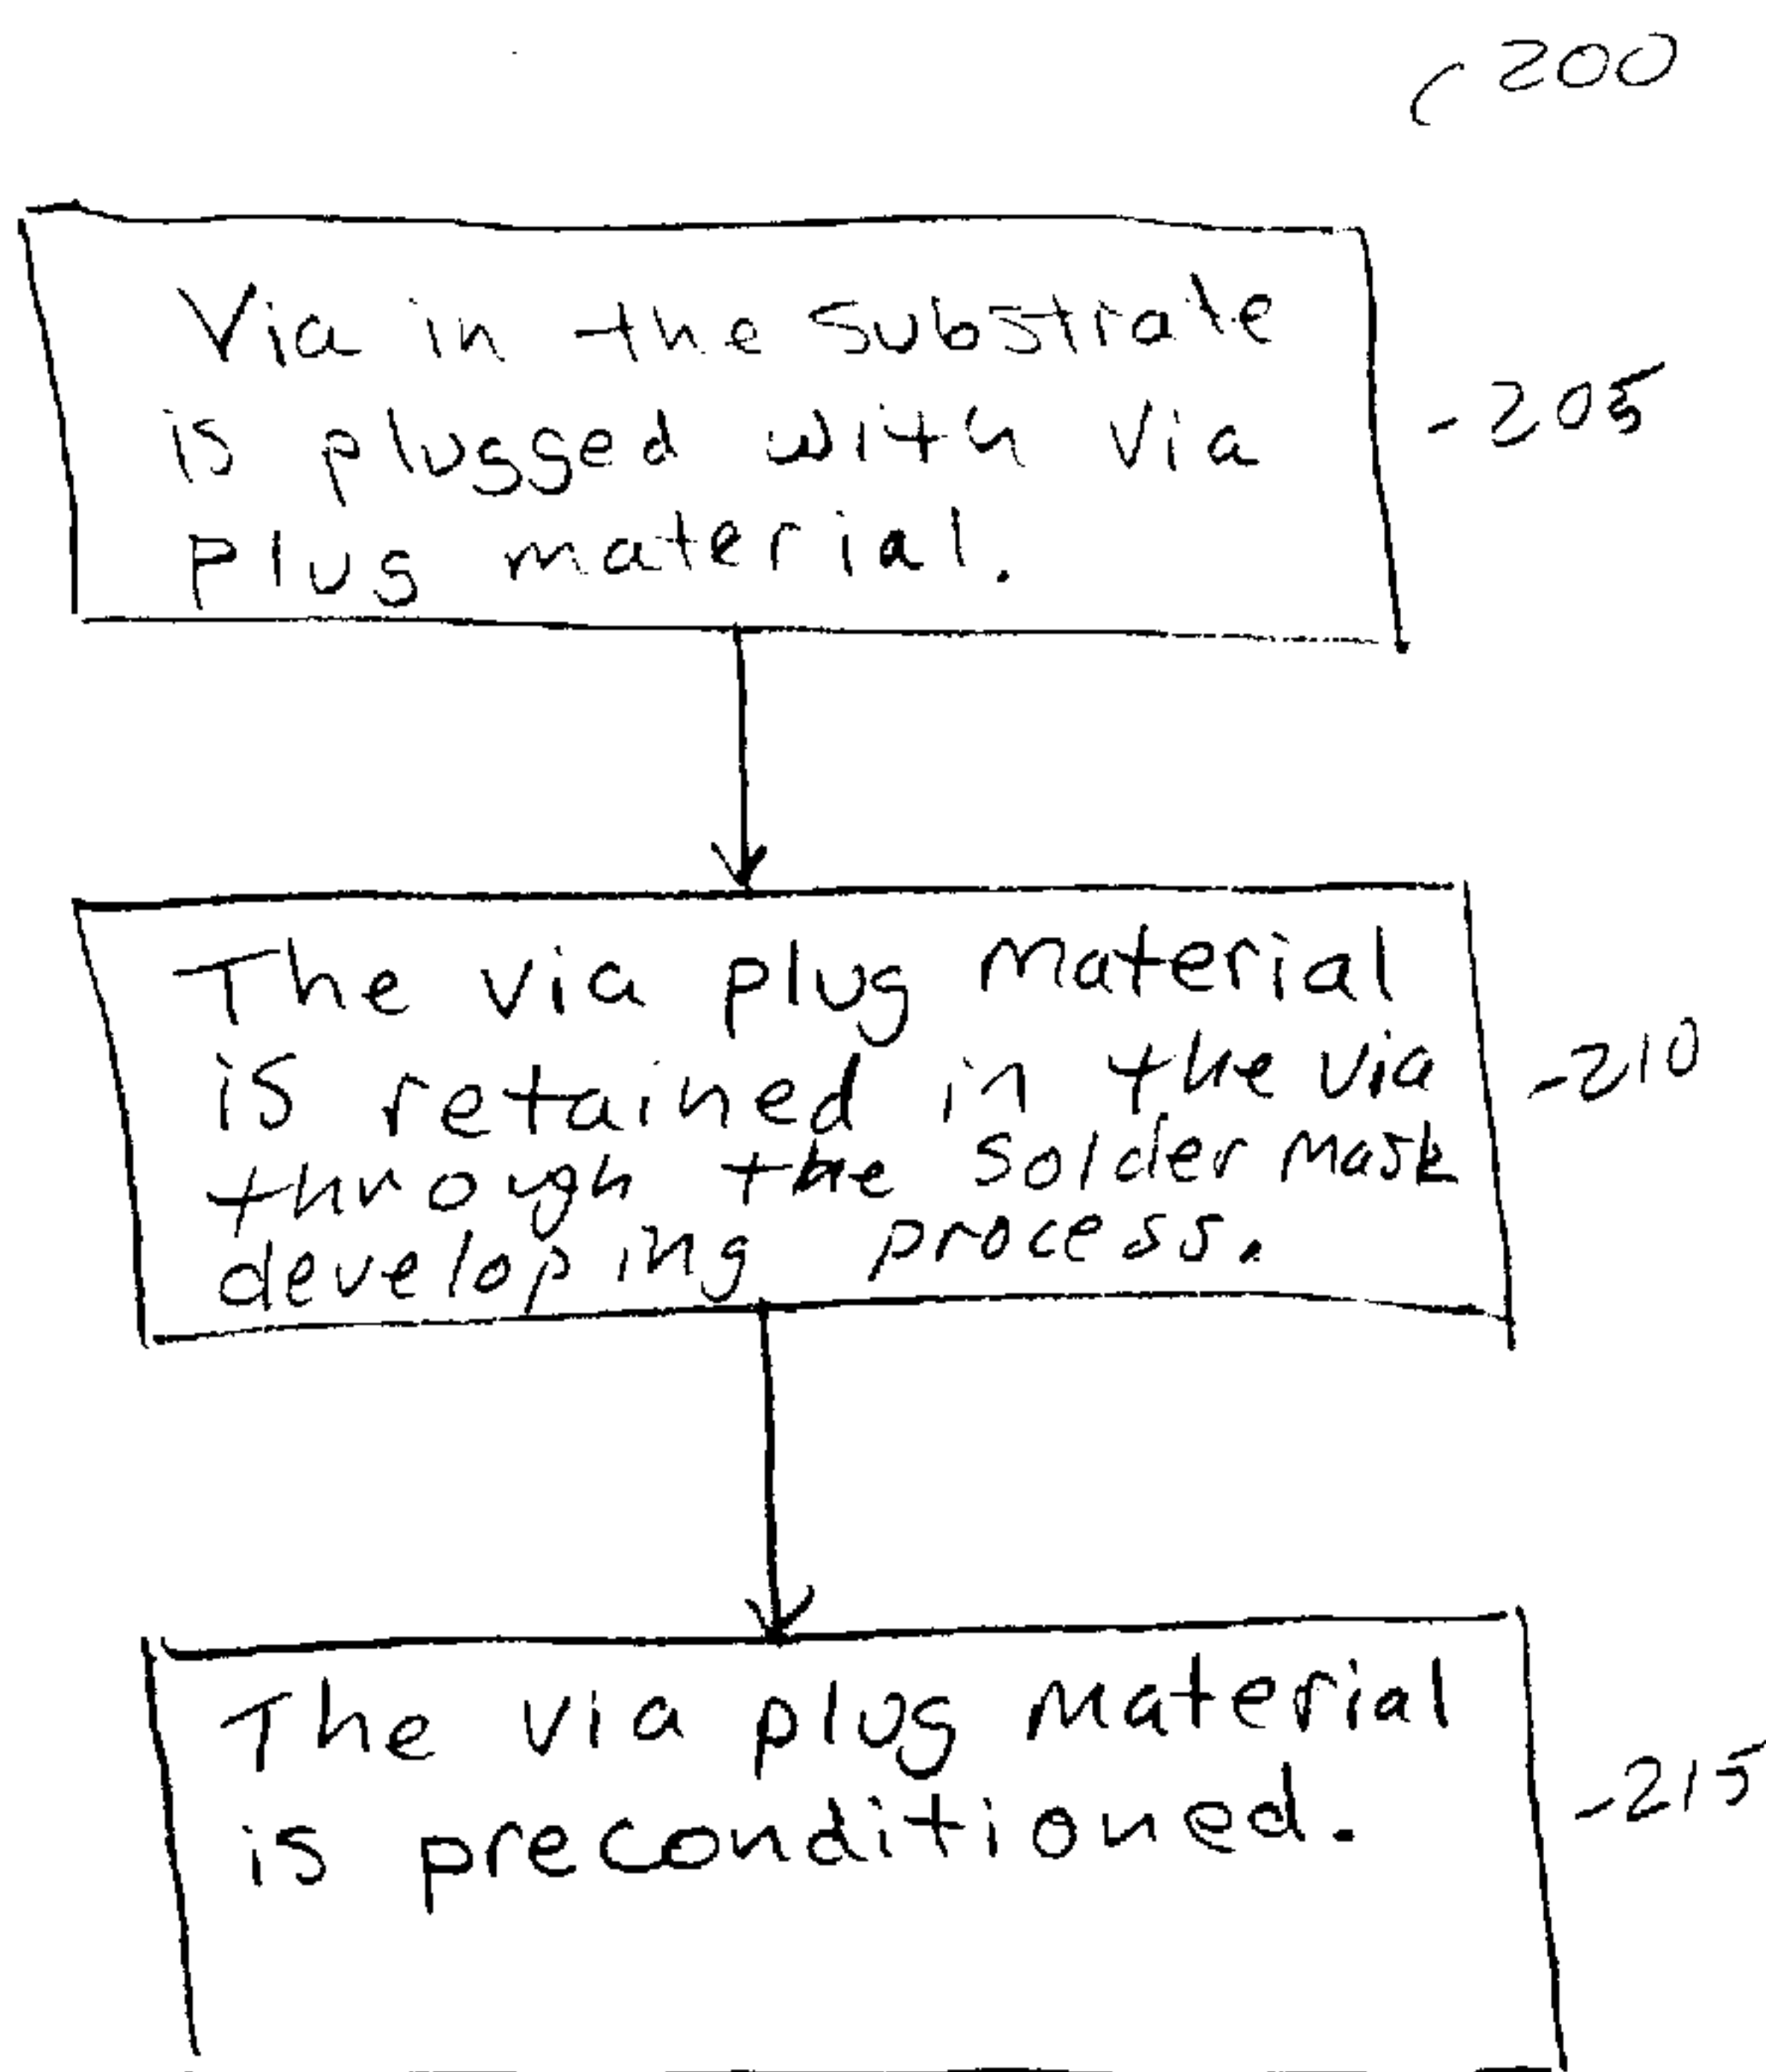 200
Via in the substrate
is plugged with via
plug material.
-205
The via plug material
is retained in the via
through the solder mask
developing process.
-210
The via plug material
is preconditioned.
-215